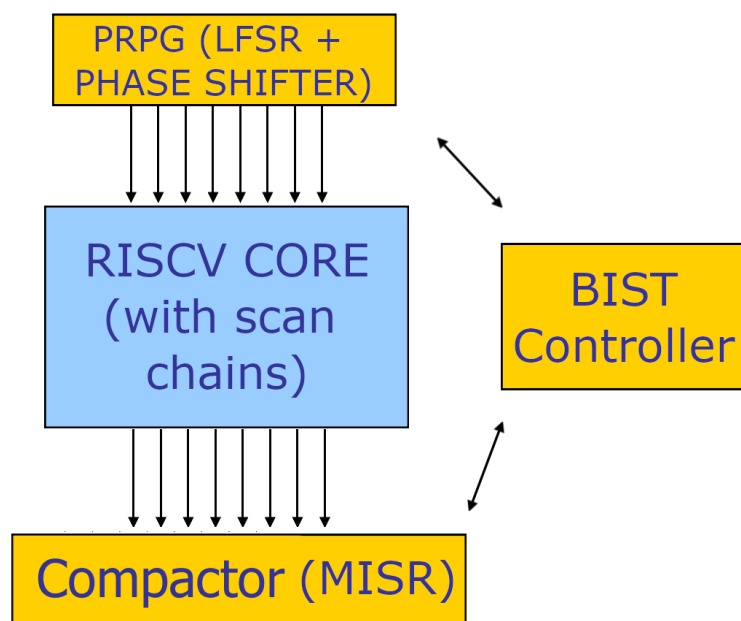 PRPG (LFSR +
PHASE SHIFTER)
RISCV CORE
(with scan
chains)
BIST
Controller
Compactor (MISR)